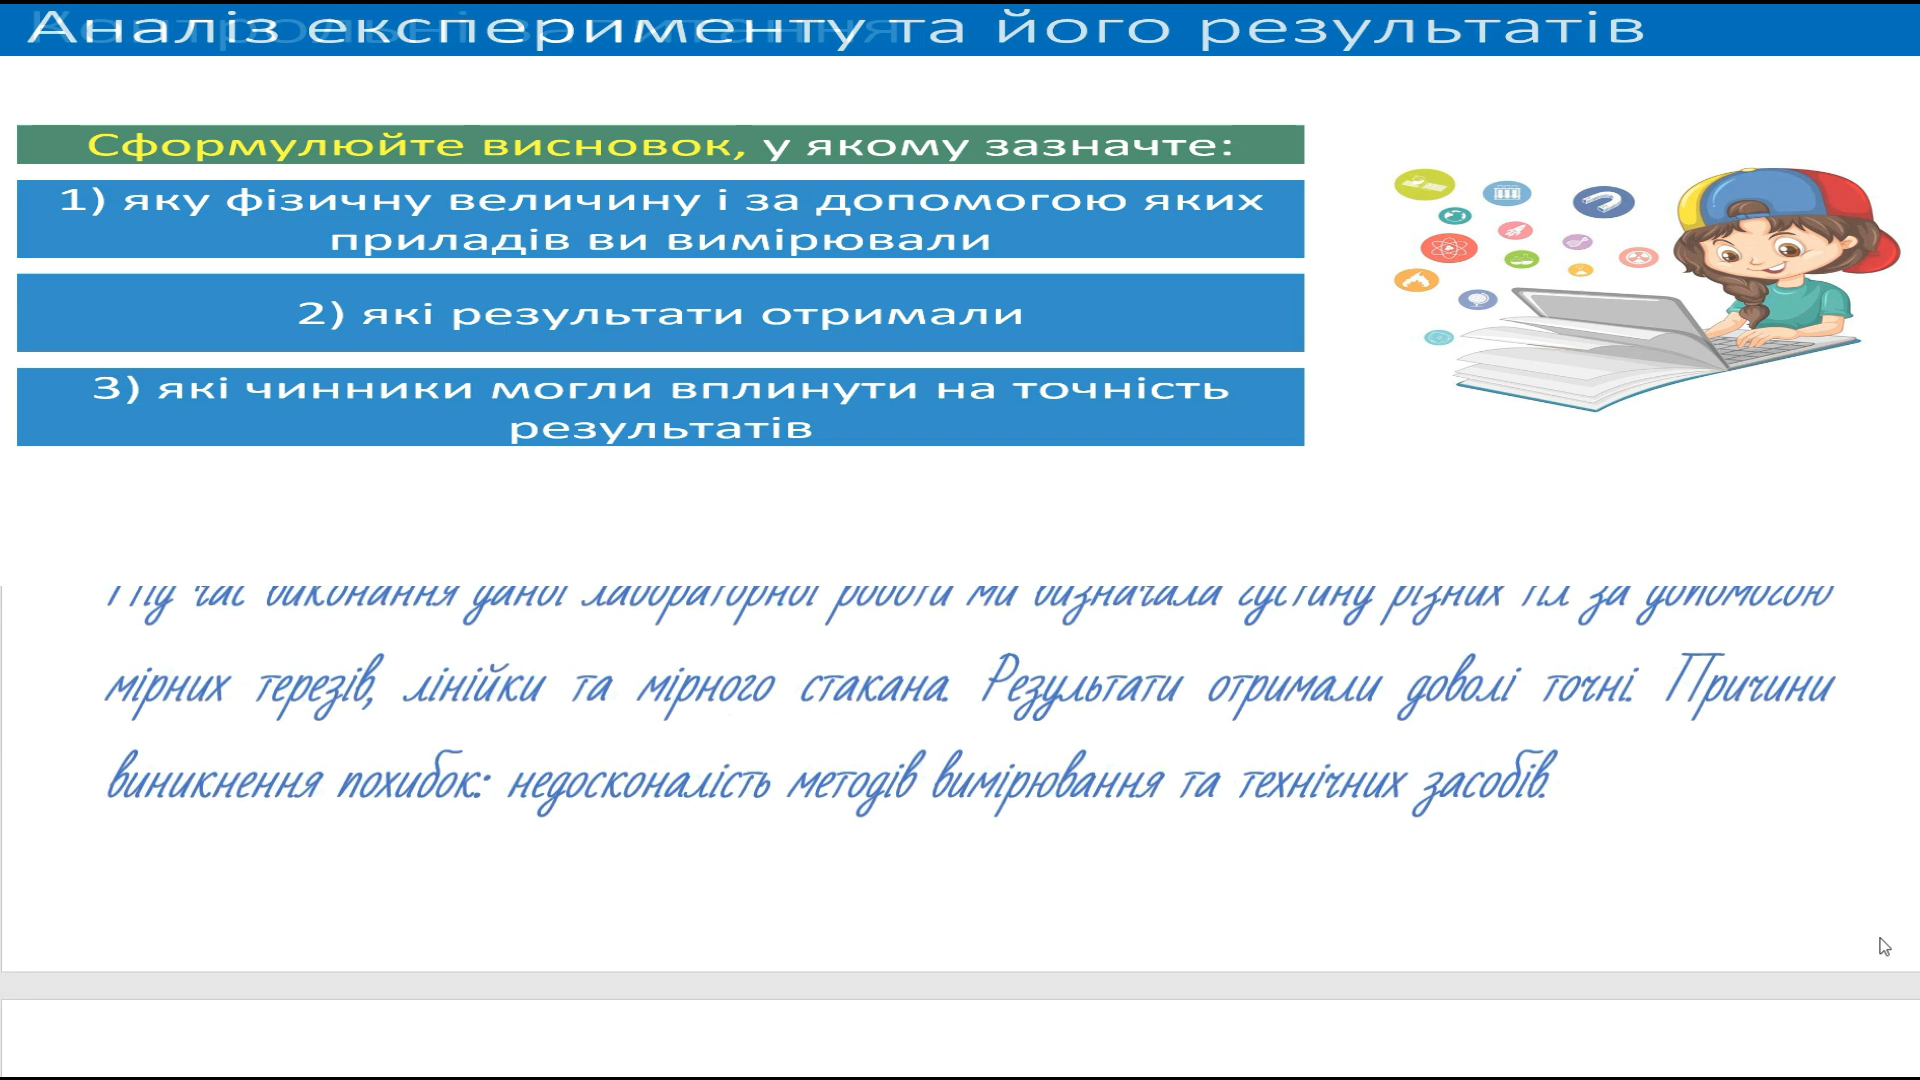 Аналіз експерименту та його результатів
Сформулюйте висновок, у якому зазначте:
1) яку фізичну величину і за допомогою яких
приладів ви вимірювали
2) які результати отримали
3) які чинники могли вплинути на точність
результатів
Під час виконання даної лабораторної роботи ми визначала густину різних тіл за допомогою
мірних терезів, лінійки та мірного стакана. Результати отримали доволі точні. Причини
виникнення похибок: недосконалість методів вимірювання та технічних засобів.